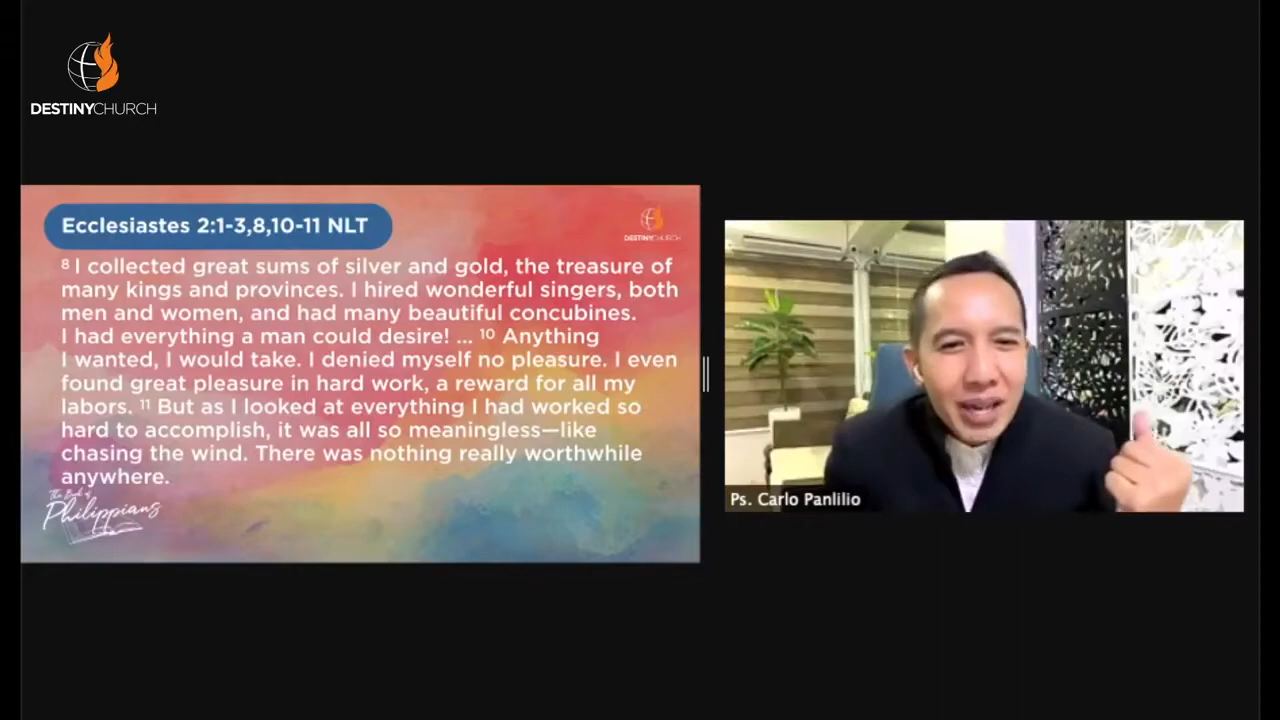 DESTINYCHURCH
Ecclesiastes 2:1-3,8,10-11 NLT
DESTINYCHURCH
8 I collected great sums of silver and gold, the treasure of
many kings and provinces. I hired wonderful singers, both
men and women, and had many beautiful concubines.
I had everything a man could desire! ... 10 Anything
I wanted, I would take. I denied myself no pleasure. I even
found great pleasure in hard work, a reward for all my
labors. 11 But as I looked at everything I had worked so
hard to accomplish, it was all so meaningless—like
chasing the wind. There was nothing really worthwhile
anywhere.
The Book of
Philippians
Ps. Carlo Panlilio